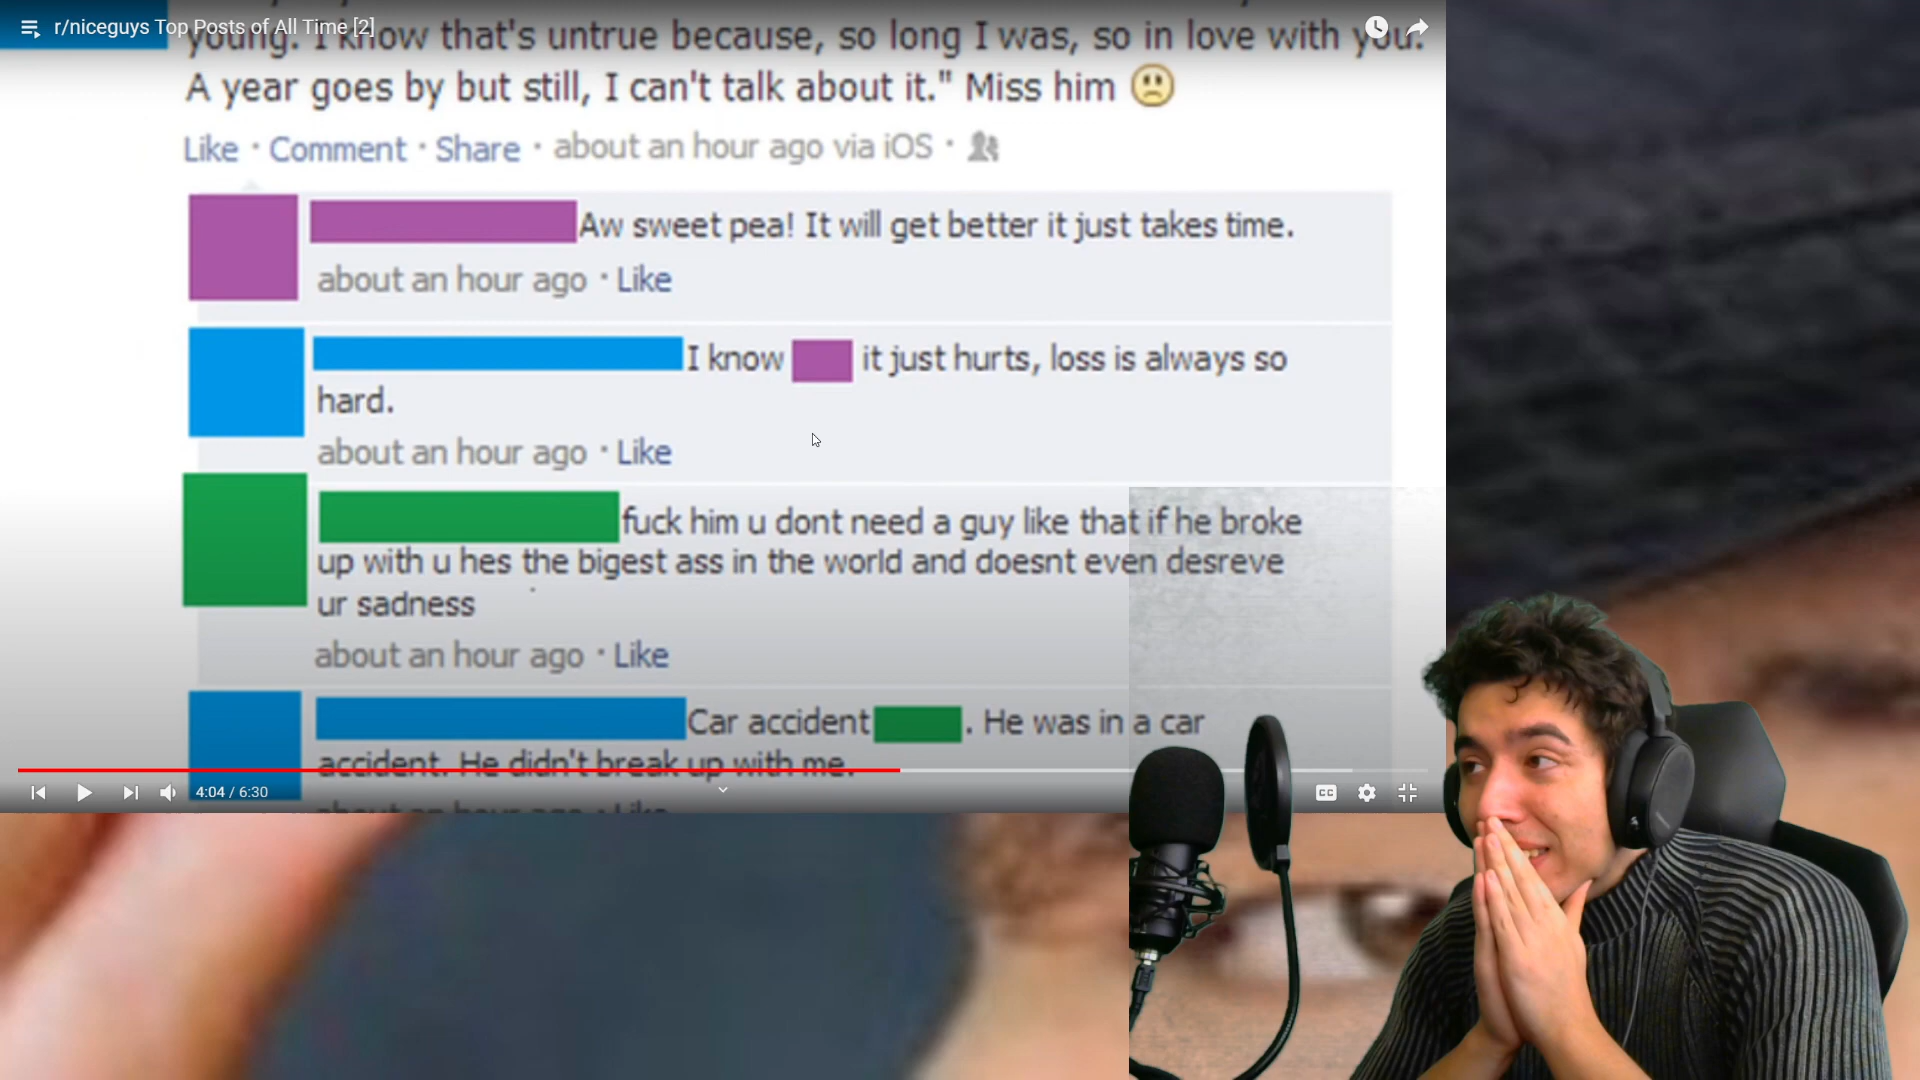 r/niceguys Top Posts of All Time [2]
young. I know that's untrue because, so long I was, so in love with you.
A year goes by but still, I can't talk about it." Miss him
Like · Comment · Share · about an hour ago via iOS ·
Aw sweet pea! It will get better it just takes time.
about an hour ago · Like
I know it just hurts, loss is always so
hard.
about an hour ago · Like
fuck him u dont need a guy like that if he broke
up with u hes the bigest ass in the world and doesnt even desreve
ur sadness
about an hour ago · Like
Car accident . He was in a car
accident. He didn't break up with me.
about an hour ago · Like
4:04 / 6:30
CC